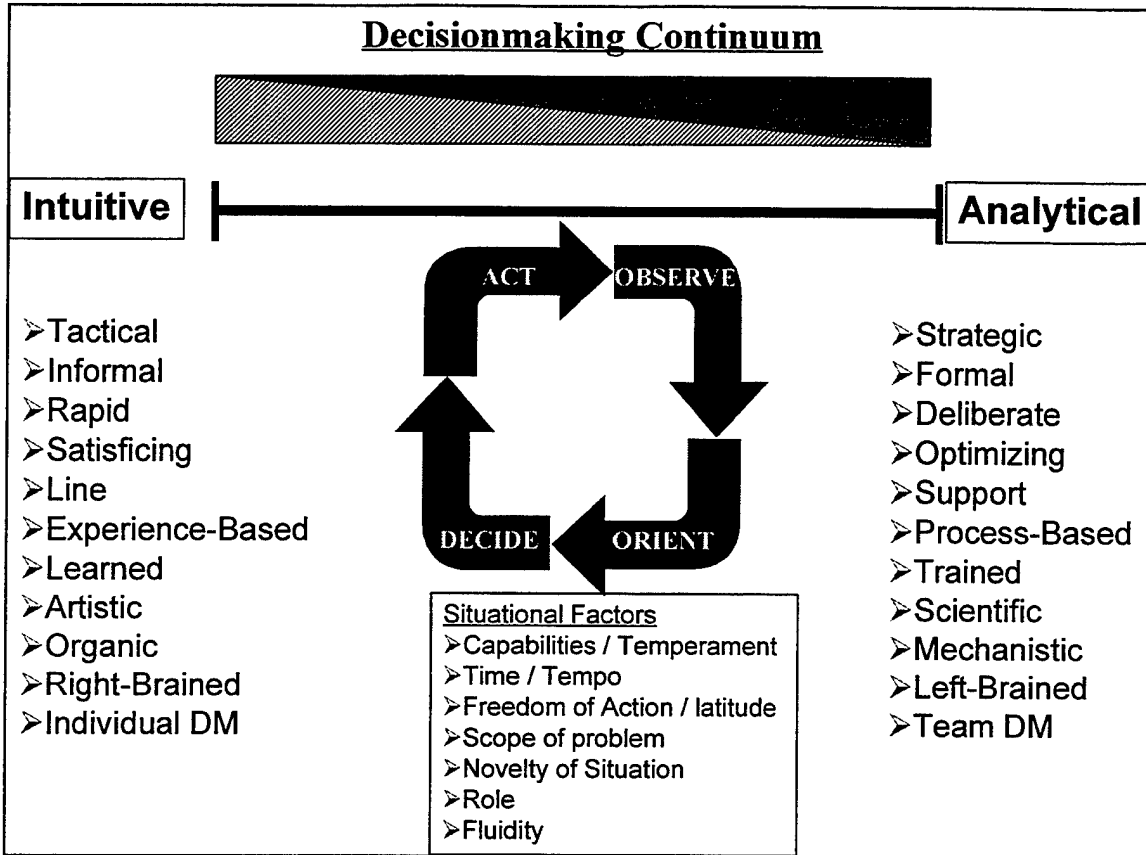 Decisionmaking Continuum
Intuitive
Analytical
ACT
OBSERVE
DECIDE
ORIENT
➢Tactical
➢Informal
➢Rapid
➢Satisficing
➢Line
➢Experience-Based
➢Learned
➢Artistic
➢Organic
➢Right-Brained
➢Individual DM
Situational Factors
➢Capabilities / Temperament
➢Time / Tempo
➢Freedom of Action / latitude
➢Scope of problem
➢Novelty of Situation
➢Role
➢Fluidity
➢Strategic
➢Formal
➢Deliberate
➢Optimizing
➢Support
➢Process-Based
➢Trained
➢Scientific
➢Mechanistic
➢Left-Brained
➢Team DM